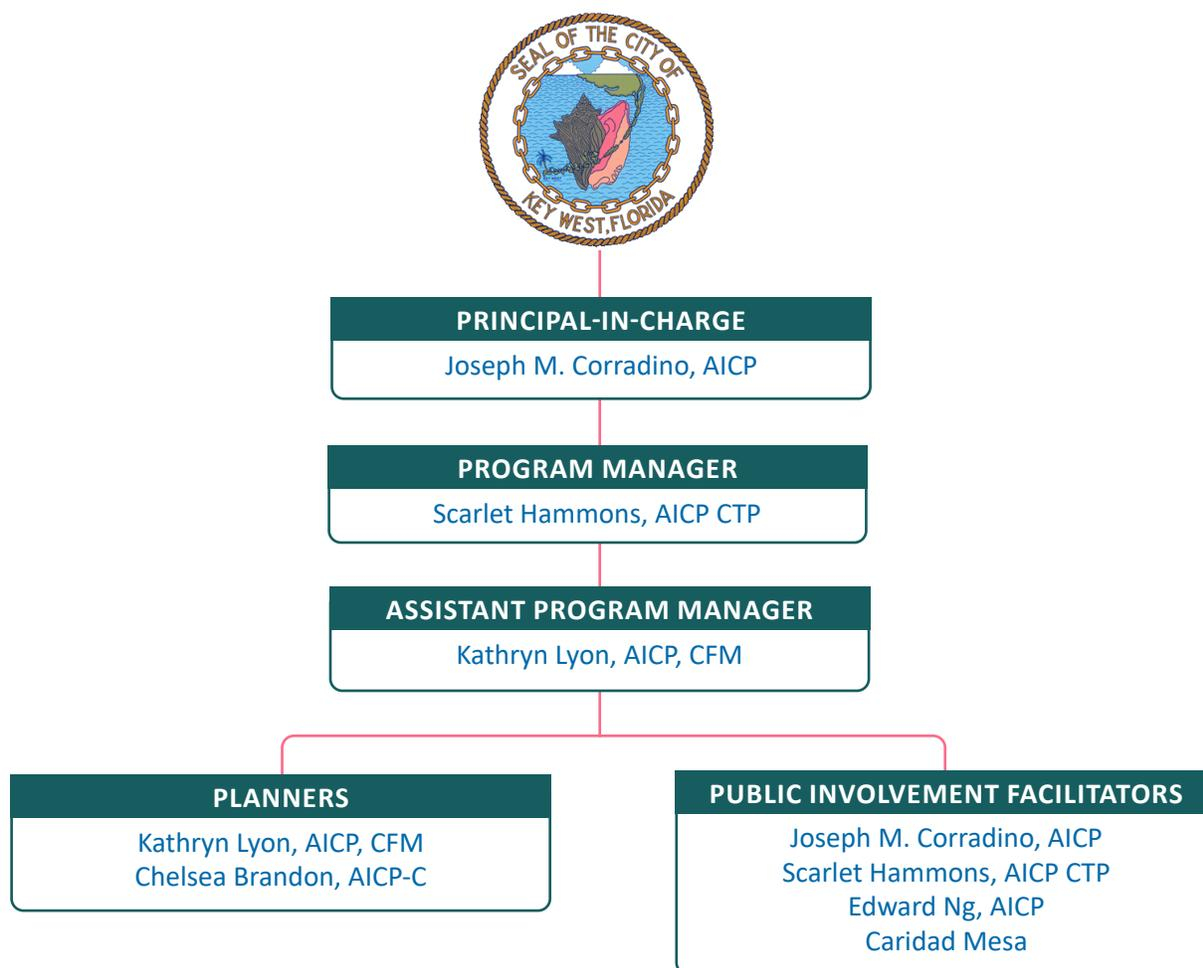 SEAL OF THE CITY OF
KEY WEST, FLORIDA
PRINCIPAL-IN-CHARGE
Joseph M. Corradino, AICP
PROGRAM MANAGER
Scarlet Hammons, AICP CTP
ASSISTANT PROGRAM MANAGER
Kathryn Lyon, AICP, CFM
PLANNERS
Kathryn Lyon, AICP, CFM
Chelsea Brandon, AICP-C
PUBLIC INVOLVEMENT FACILITATORS
Joseph M. Corradino, AICP
Scarlet Hammons, AICP CTP
Edward Ng, AICP
Caridad Mesa